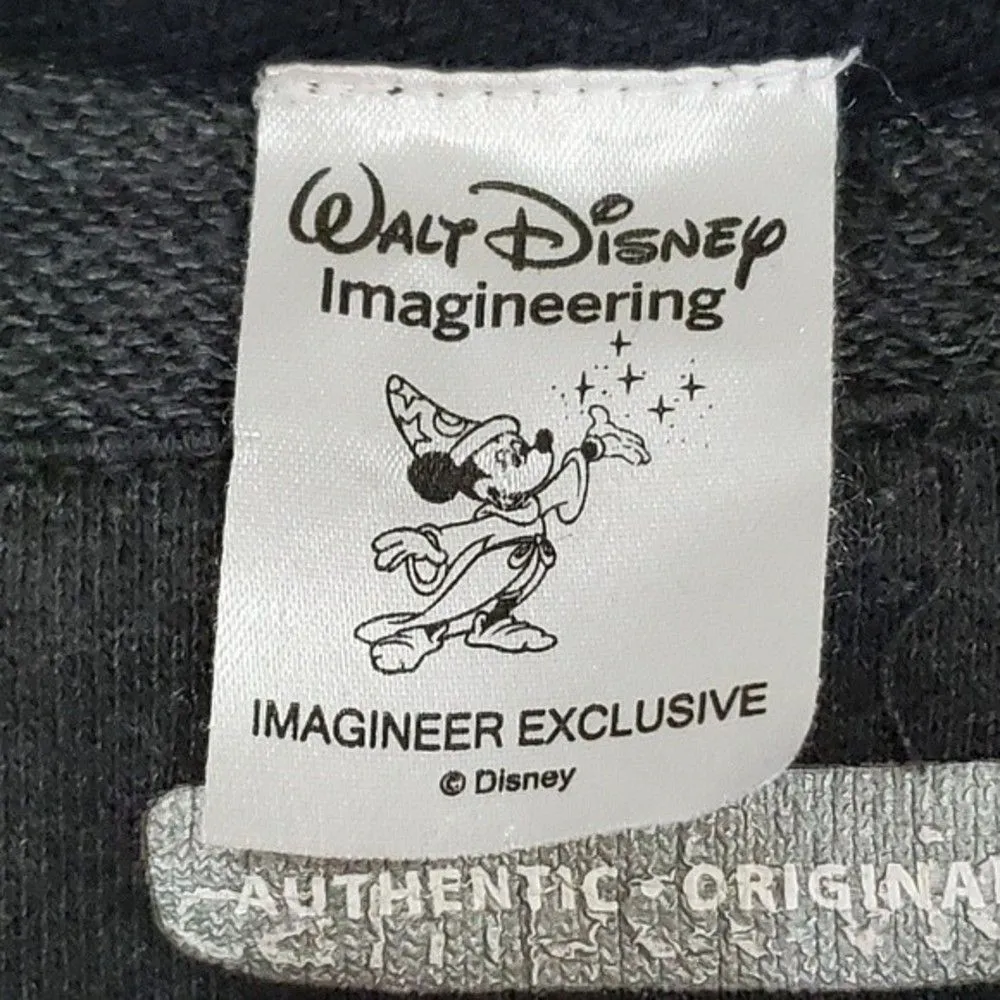 WALT DISNEY
Imagineering
IMAGINEER EXCLUSIVE
© Disney
AUTHENTIC • ORIGINAL